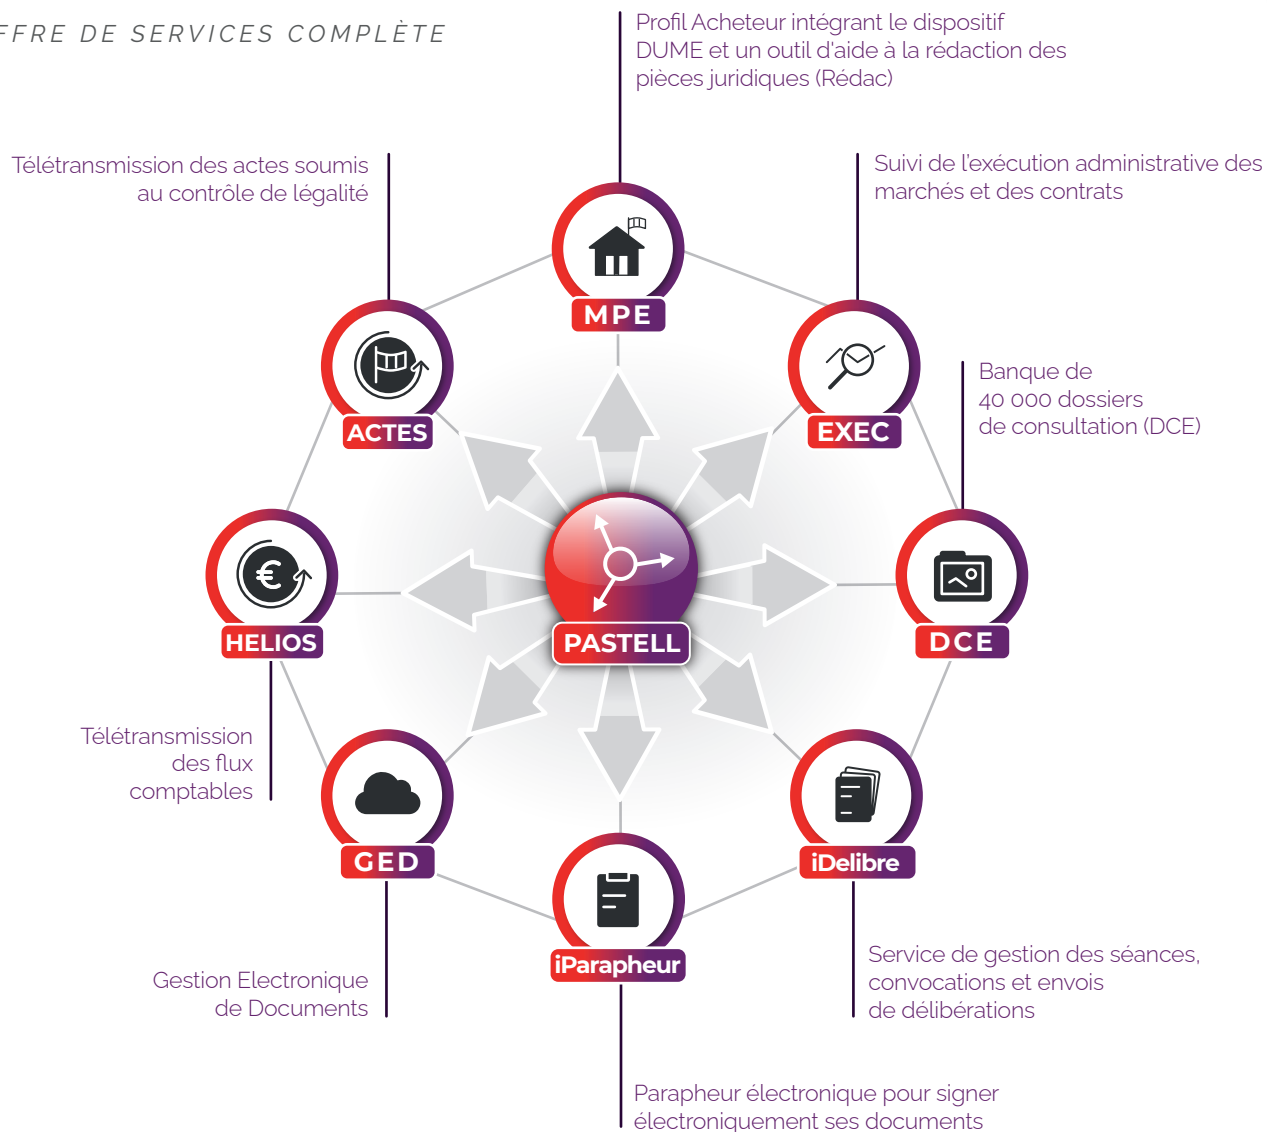 FFRE DE SERVICES COMPLÈTE
Profil Acheteur intégrant le dispositif
DUME et un outil d'aide à la rédaction des
pièces juridiques (Rédac)
Télétransmission des actes soumis
au contrôle de légalité
Suivi de l'exécution administrative des
marchés et des contrats
MPE
ACTES
EXEC
Banque de
40 000 dossiers
de consultation (DCE)
HELIOS
PASTELL
DCE
Télétransmission
des flux
comptables
GED
iDelibre
iParapheur
Gestion Electronique
de Documents
Service de gestion des séances,
convocations et envois
de délibérations
Parapheur électronique pour signer
électroniquement ses documents